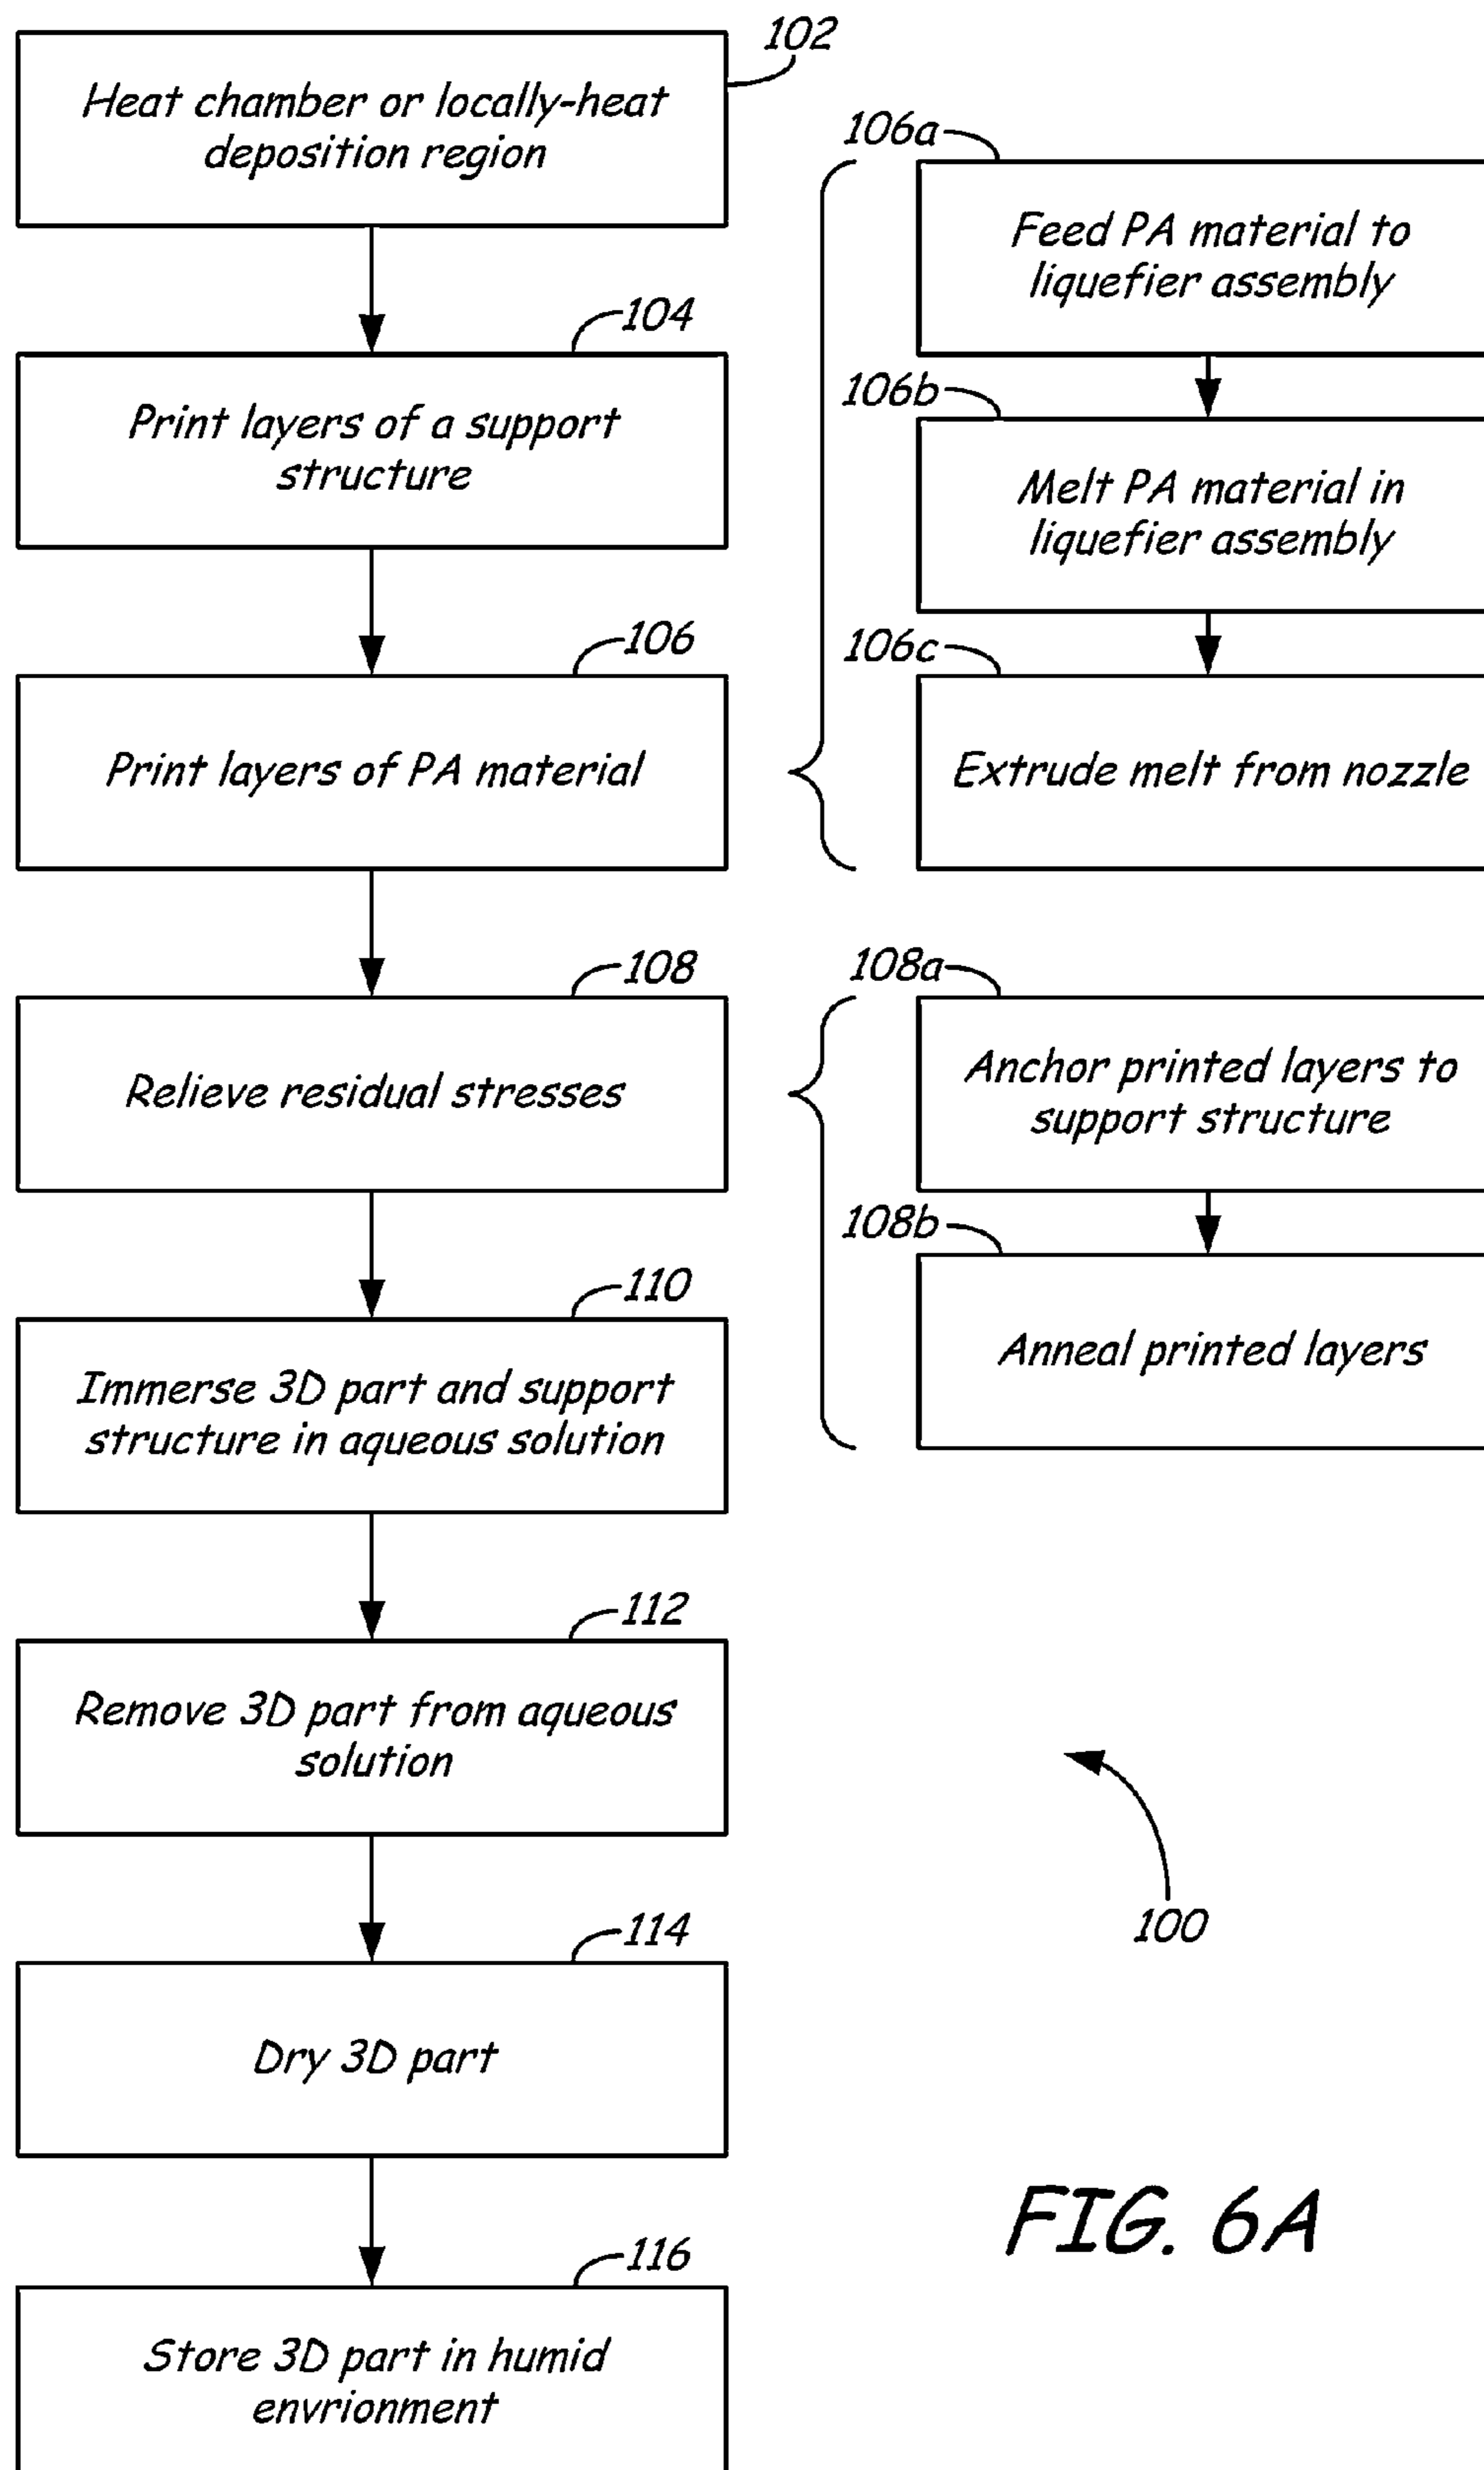 102
Heat chamber or locally-heat
deposition region
104
Print layers of a support
structure
106
Print layers of PA material
106a
Feed PA material to
liquefier assembly
106b
Melt PA material in
liquefier assembly
106c
Extrude melt from nozzle
108
Relieve residual stresses
108a
Anchor printed layers to
support structure
108b
Anneal printed layers
110
Immerse 3D part and support
structure in aqueous solution
112
Remove 3D part from aqueous
solution
114
Dry 3D part
116
Store 3D part in humid
envrionment
100
FIG. 6A